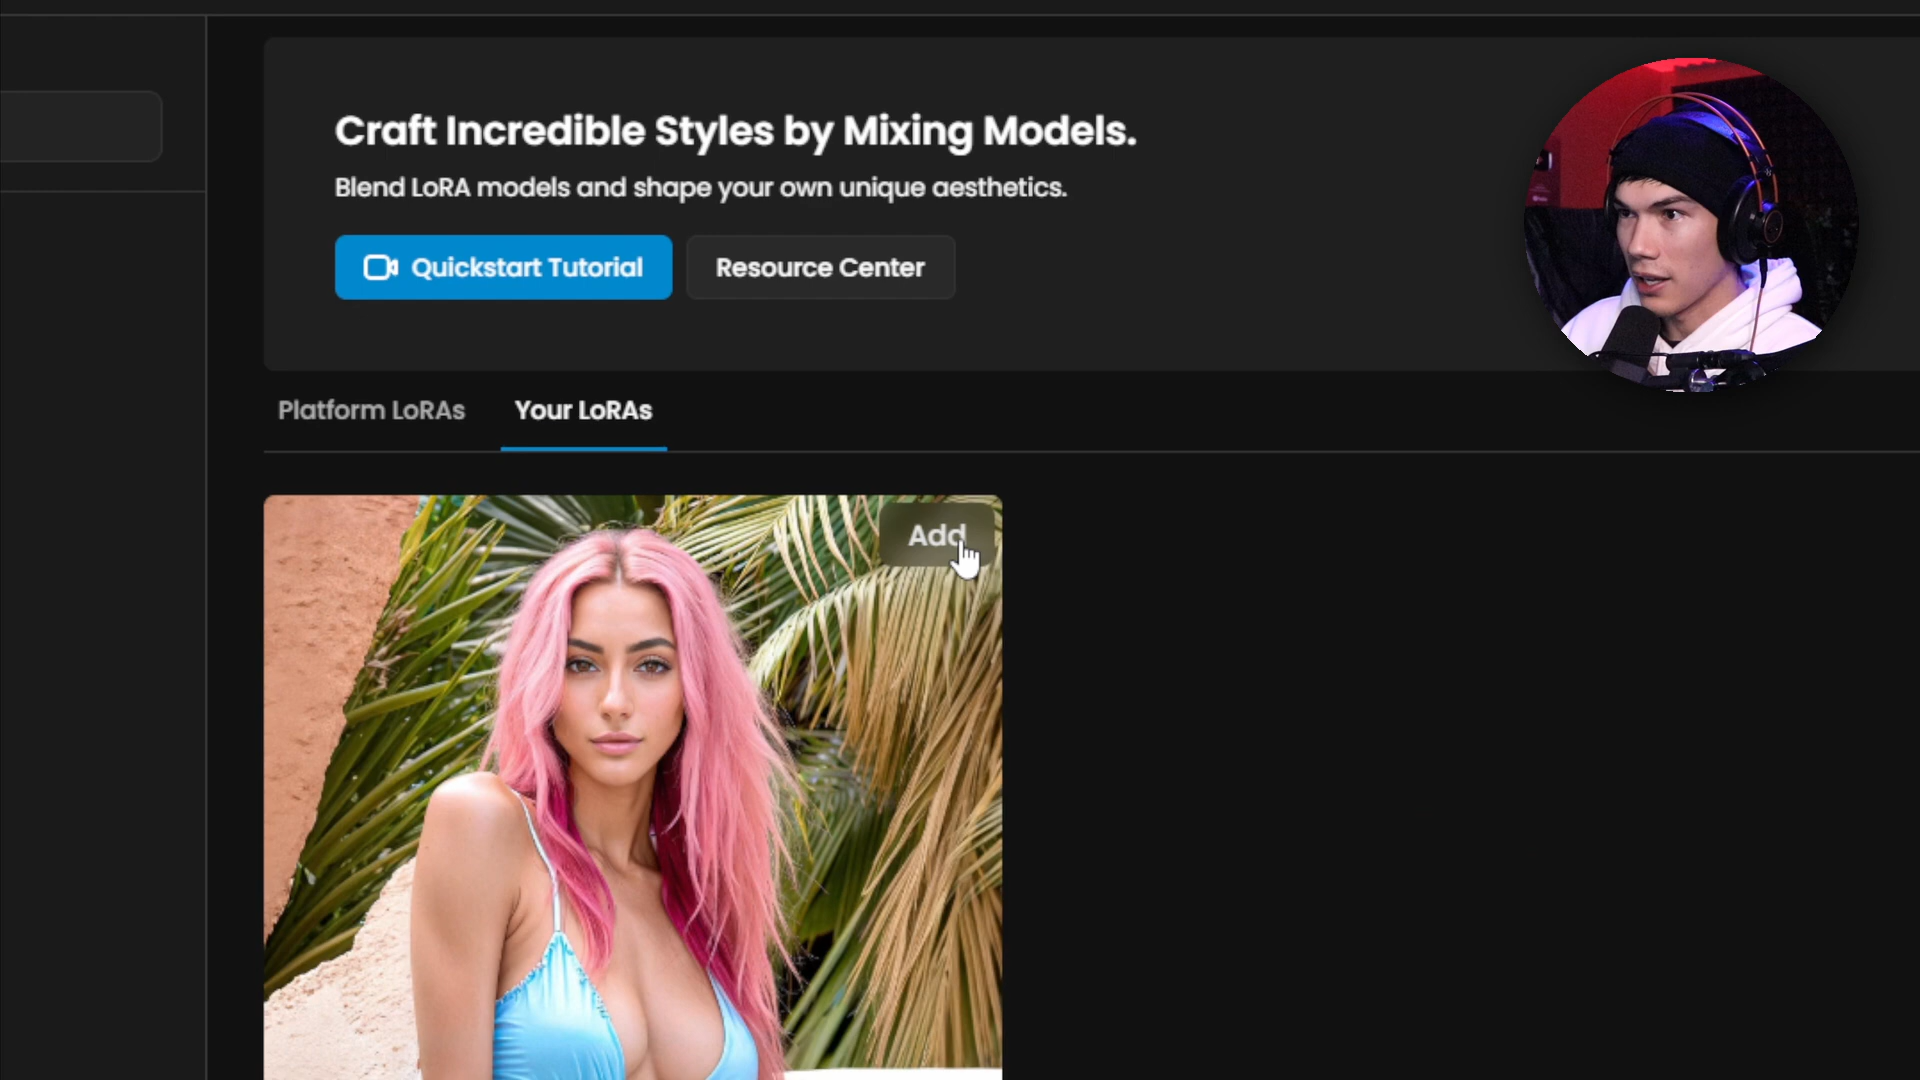 Craft Incredible Styles by Mixing Models.
Blend LoRA models and shape your own unique aesthetics.
Quickstart Tutorial
Resource Center
Platform LoRAs
Your LoRAs
Add